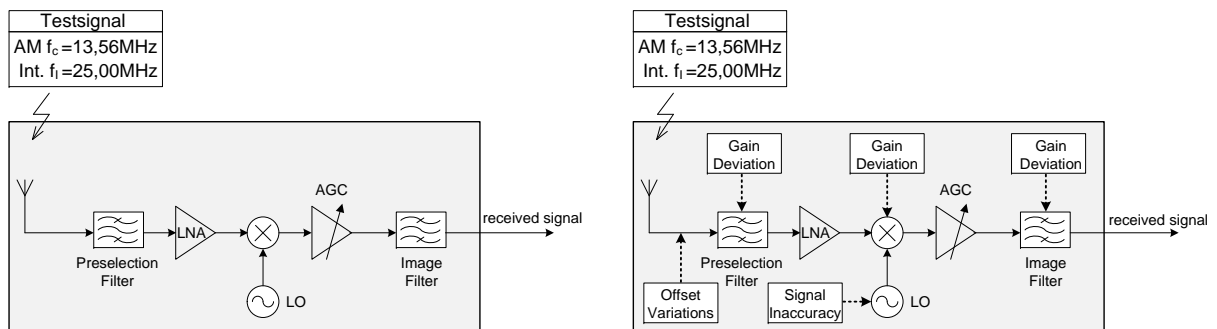 Testsignal
AM fc=13,56MHz
Int. fI=25,00MHz
AGC
LNA
received signal
Preselection
Filter
Image
Filter
LO
Testsignal
AM fc=13,56MHz
Int. fI=25,00MHz
Gain
Deviation
Gain
Deviation
Gain
Deviation
AGC
LNA
received signal
Preselection
Filter
Image
Filter
Offset
Variations
Signal
Inaccuracy
LO